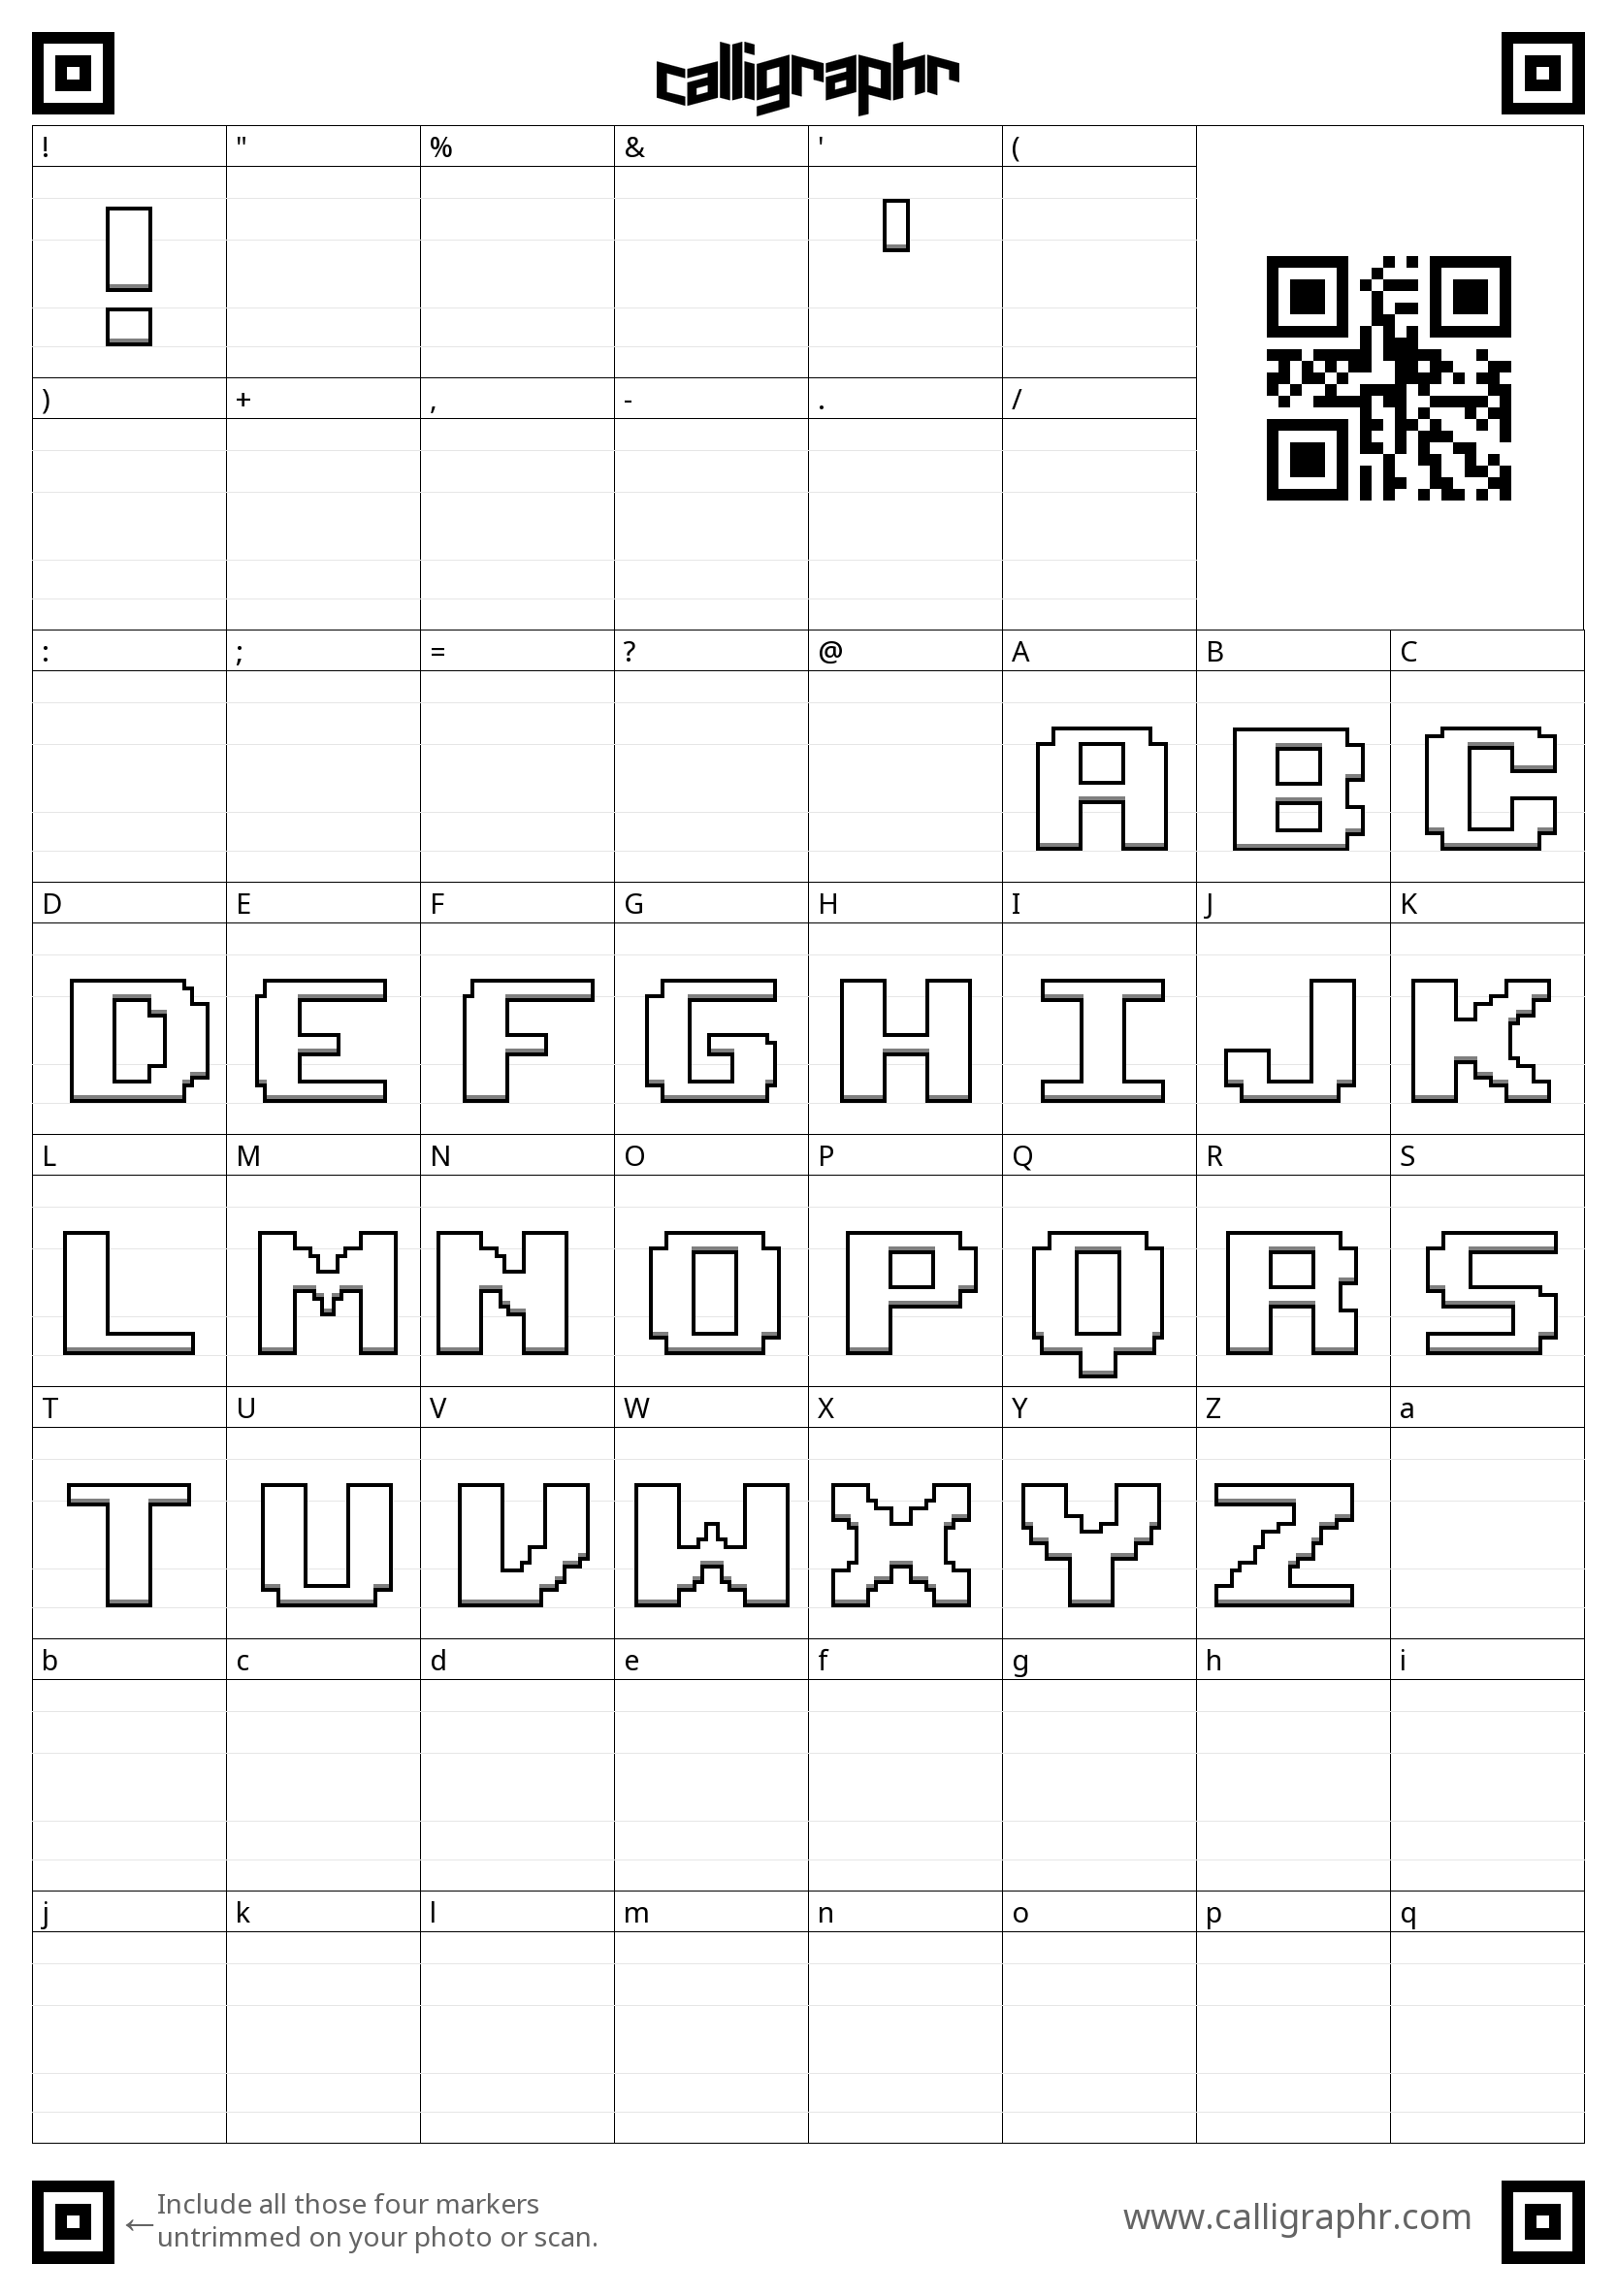 calligraphr
! " % & ' (
! '
) + , - . /
: ; = ? @ A B C
A B C
D E F G H I J K
D E F G H I J K
L M N O P Q R S
L M N O P Q R S
T U V W X Y Z a
T U V W X Y Z
b c d e f g h i
j k l m n o p q
←Include all those four markers
untrimmed on your photo or scan.
www.calligraphr.com